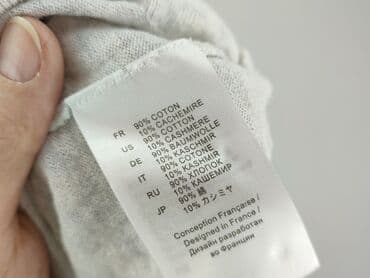 FR 90% COTON
10% CACHEMIRE
US 90% COTTON
10% CASHMERE
DE 90% BAUMWOLLE
10% KASCHMIR
IT 90% COTONE
10% KASHMIR
RU 90% ХЛОПОК
10% КАШЕМИР
JP 90% 綿
10% カシミヤ
Conception Française /
Designed in France /
Дизайн разработан
во Франции